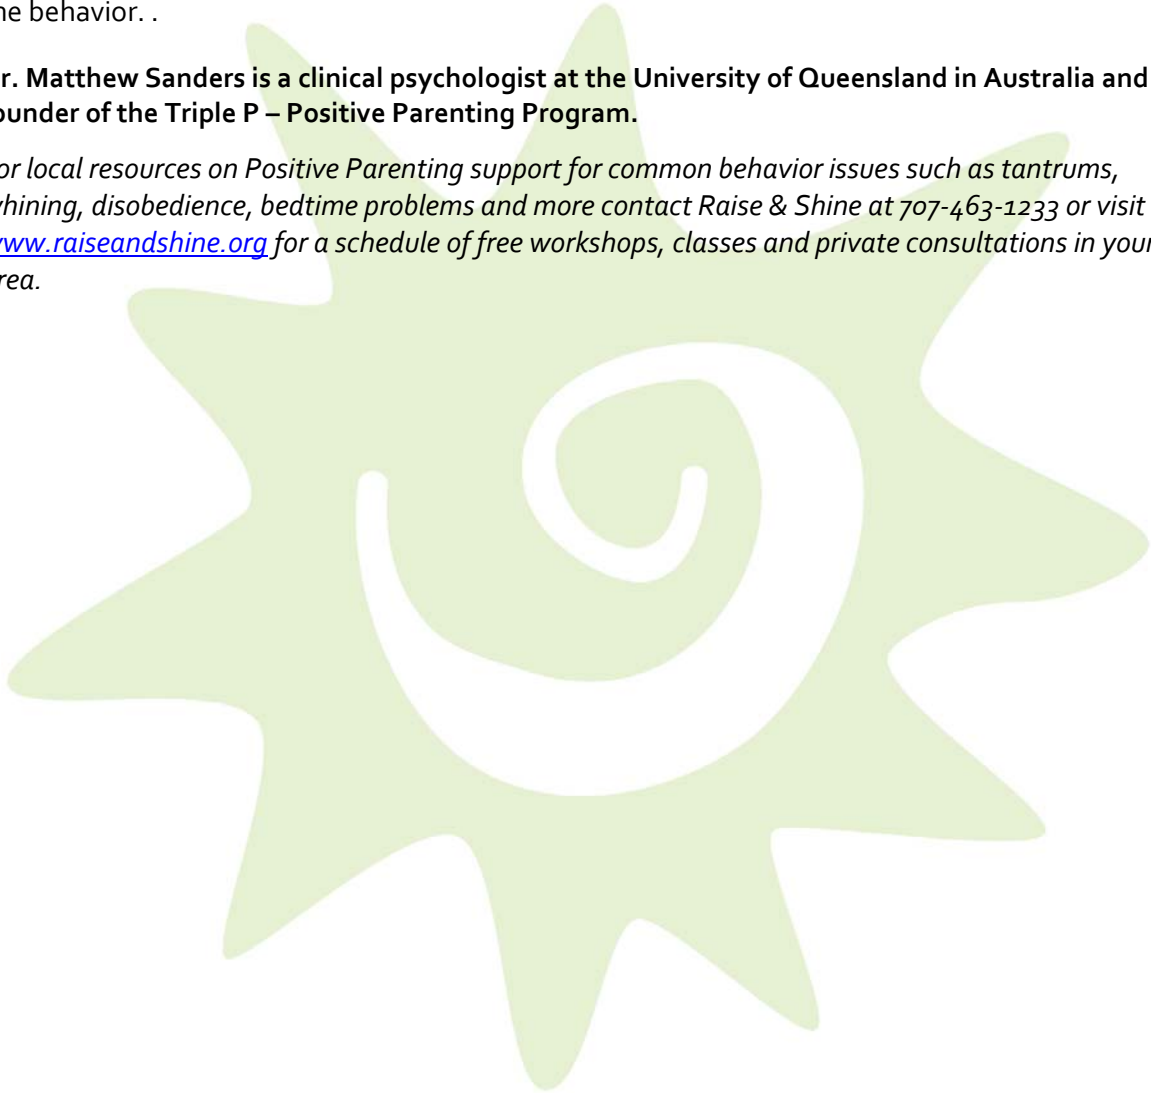 he behavior. .
r. Matthew Sanders is a clinical psychologist at the University of Queensland in Australia and
ounder of the Triple P – Positive Parenting Program.
or local resources on Positive Parenting support for common behavior issues such as tantrums,
whining, disobedience, bedtime problems and more contact Raise & Shine at 707-463-1233 or visit
www.raiseandshine.org for a schedule of free workshops, classes and private consultations in your
rea.